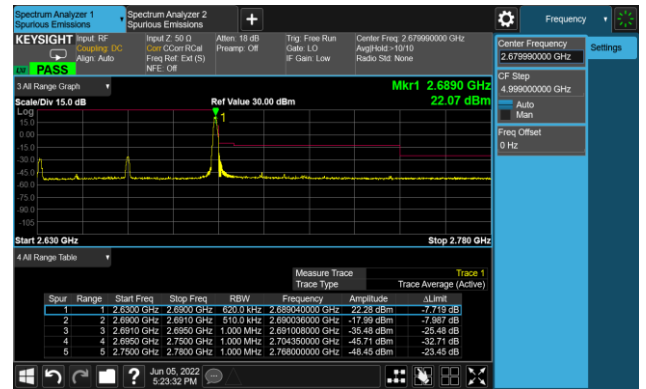 Spectrum Analyzer 1
Spurious Emissions
Spectrum Analyzer 2
Spurious Emissions
+
Frequency
KEYSIGHT
Input: RF
Coupling: DC
Align: Auto
Input Z: 50 Ω
Corr CCorr RCal
Freq Ref: Ext (S)
NFE: Off
Atten: 18 dB
Preamp: Off
Trig: Free Run
Gate: LO
IF Gain: Low
Center Freq: 2.679990000 GHz
Avg|Hold:>10/10
Radio Std: None
LXI PASS
3 All Range Graph
Mkr1 2.6890 GHz
Scale/Div 15.0 dB
Ref Value 30.00 dBm
22.07 dBm
Log
15.0
0.00
-15.0
-30.0
-45.0
-60.0
-75.0
-90.0
-105
1
Start 2.630 GHz
Stop 2.780 GHz
4 All Range Table
Measure Trace Trace 1
Trace Type Trace Average (Active)
Spur Range Start Freq Stop Freq RBW Frequency Amplitude ΔLimit
1 1 2.6300 GHz 2.6900 GHz 620.0 kHz 2.689040000 GHz 22.28 dBm -7.719 dB
2 2 2.6900 GHz 2.6910 GHz 510.0 kHz 2.690036000 GHz -17.99 dBm -7.987 dB
3 3 2.6910 GHz 2.6950 GHz 1.000 MHz 2.691008000 GHz -35.48 dBm -25.48 dB
4 4 2.6950 GHz 2.7500 GHz 1.000 MHz 2.704350000 GHz -45.71 dBm -32.71 dB
5 5 2.7500 GHz 2.7800 GHz 1.000 MHz 2.768000000 GHz -48.45 dBm -23.45 dB
Center Frequency
2.679990000 GHz
Settings
CF Step
4.999000000 GHz
Auto
Man
Freq Offset
0 Hz
?
Jun 05, 2022
5:23:32 PM